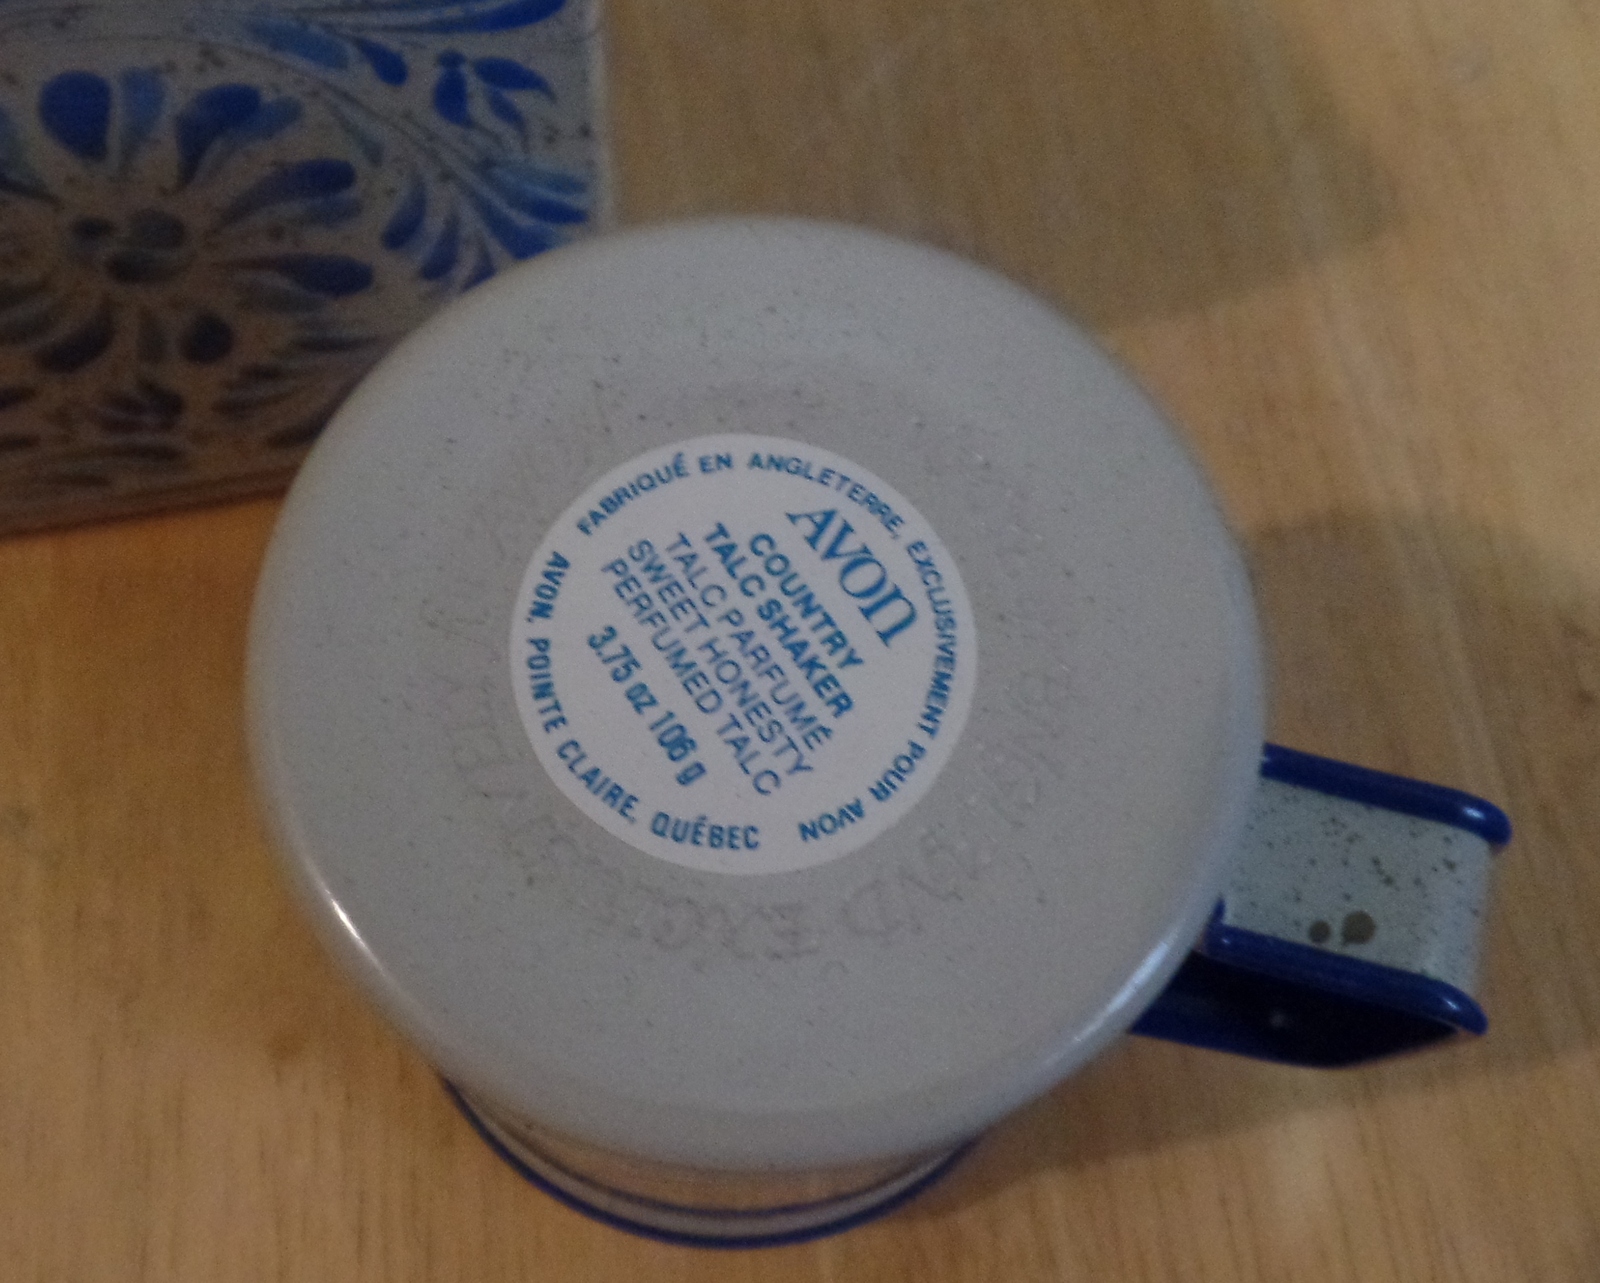 FABRIQUÉ EN ANGLETERRE, EXCLUSIVEMENT POUR AVON
AVON
COUNTRY
TALC SHAKER
TALC PARFUMÉ
SWEET HONESTY
PERFUMED TALC
3.75 oz 106 g
AVON, POINTE CLAIRE, QUÉBEC